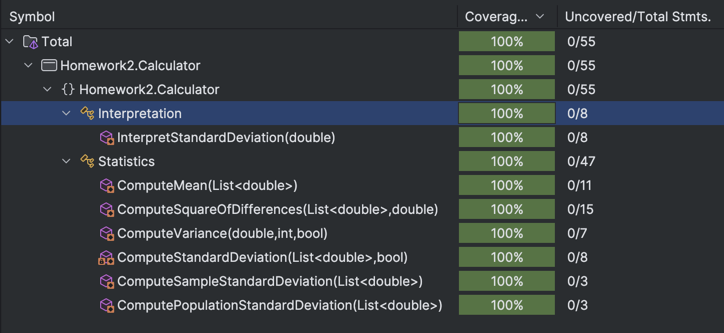 Symbol Coverag... Uncovered/Total Stmts.
Total 100% 0/55
Homework2.Calculator 100% 0/55
{} Homework2.Calculator 100% 0/55
Interpretation 100% 0/8
InterpretStandardDeviation(double) 100% 0/8
Statistics 100% 0/47
ComputeMean(List<double>) 100% 0/11
ComputeSquareOfDifferences(List<double>,double) 100% 0/15
ComputeVariance(double,int,bool) 100% 0/7
ComputeStandardDeviation(List<double>,bool) 100% 0/8
ComputeSampleStandardDeviation(List<double>) 100% 0/3
ComputePopulationStandardDeviation(List<double>) 100% 0/3